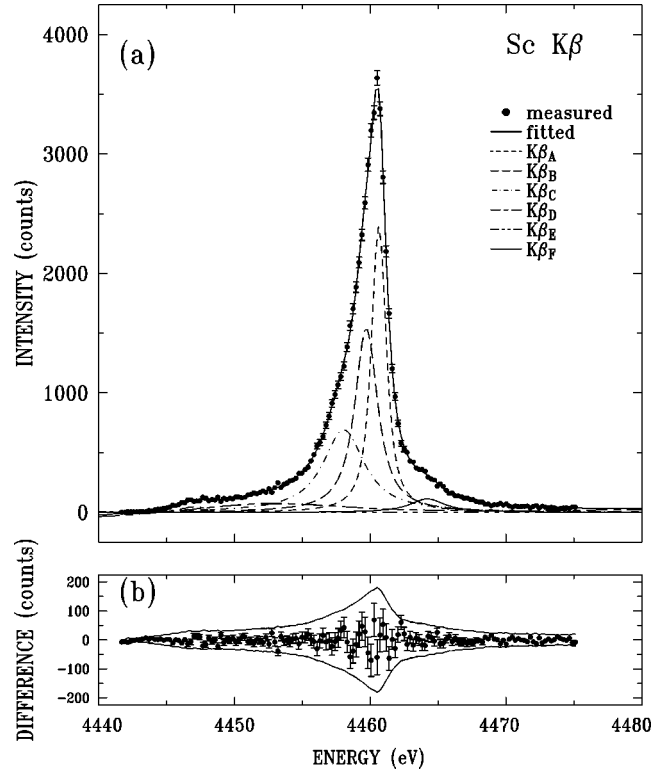 (a)
Sc Kβ
measured
fitted
KβA
KβB
KβC
KβD
KβE
KβF
INTENSITY (counts)
4000
3000
2000
1000
0
(b)
DIFFERENCE (counts)
200
100
0
-100
-200
4440 4450 4460 4470 4480
ENERGY (eV)